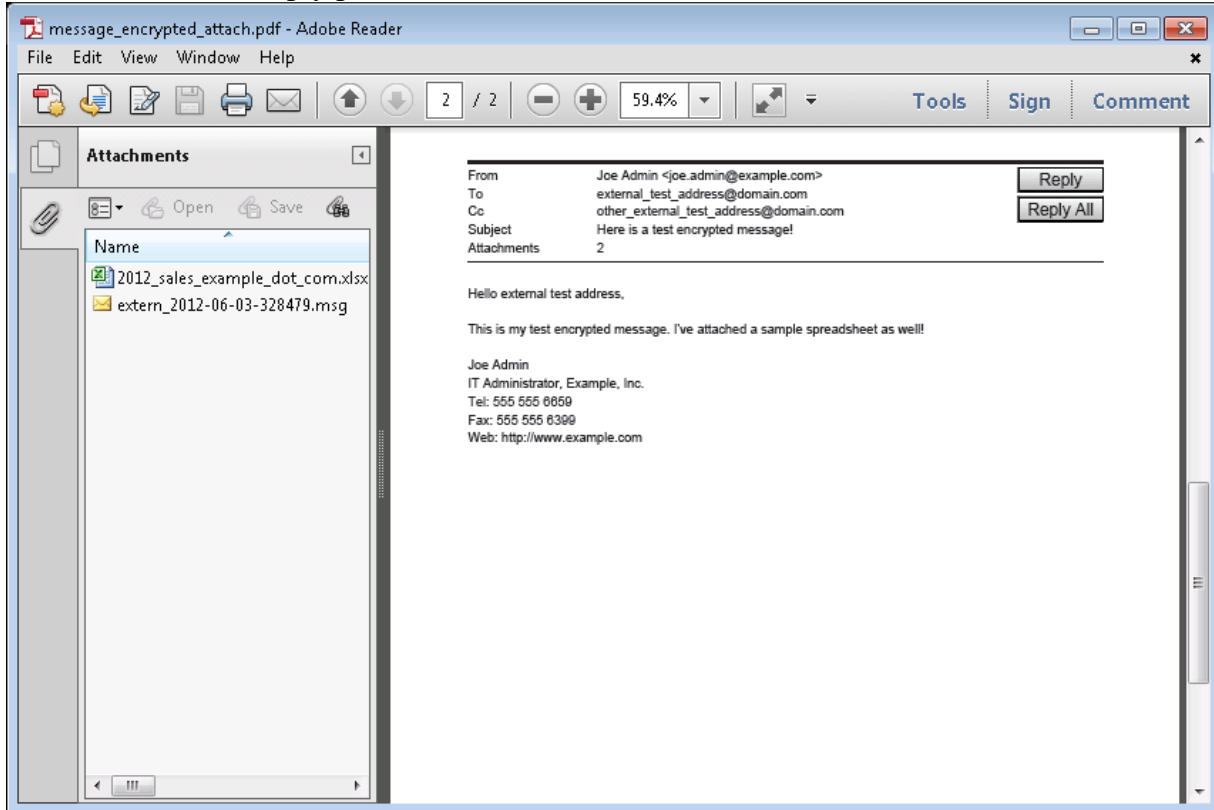 message_encrypted_attach.pdf - Adobe Reader
File Edit View Window Help
2 / 2 59.4% Tools Sign Comment
Attachments
Open Save
Name
2012_sales_example_dot_com.xlsx
extern_2012-06-03-328479.msg
From Joe Admin <joe.admin@example.com>
To external_test_address@domain.com
Cc other_external_test_address@domain.com
Subject Here is a test encrypted message!
Attachments 2
Reply
Reply All
Hello external test address,
This is my test encrypted message. I've attached a sample spreadsheet as well!
Joe Admin
IT Administrator, Example, Inc.
Tel: 555 555 6659
Fax: 555 555 6399
Web: http://www.example.com